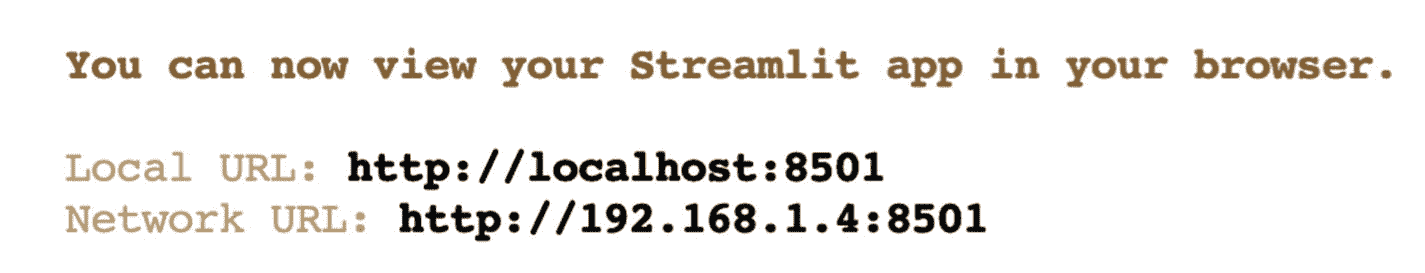 You can now view your Streamlit app in your browser.
Local URL: http://localhost:8501
Network URL: http://192.168.1.4:8501